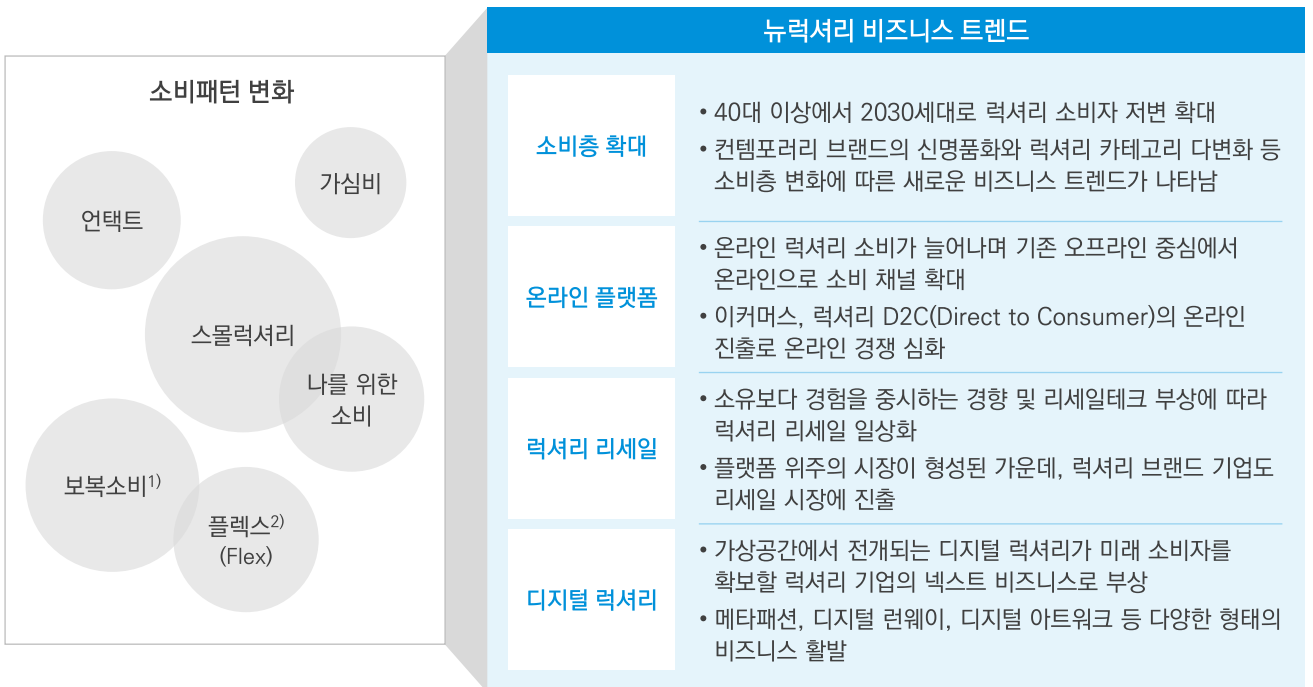 소비패턴 변화
가심비
언택트
스몰럭셔리
나를 위한
소비
보복소비1)
플렉스2)
(Flex)
뉴럭셔리 비즈니스 트렌드
소비층 확대
• 40대 이상에서 2030세대로 럭셔리 소비자 저변 확대
• 컨템포러리 브랜드의 신명품화와 럭셔리 카테고리 다변화 등
소비층 변화에 따른 새로운 비즈니스 트렌드가 나타남
온라인 플랫폼
• 온라인 럭셔리 소비가 늘어나며 기존 오프라인 중심에서
온라인으로 소비 채널 확대
• 이커머스, 럭셔리 D2C(Direct to Consumer)의 온라인
진출로 온라인 경쟁 심화
럭셔리 리세일
• 소유보다 경험을 중시하는 경향 및 리세일테크 부상에 따라
럭셔리 리세일 일상화
• 플랫폼 위주의 시장이 형성된 가운데, 럭셔리 브랜드 기업도
리세일 시장에 진출
디지털 럭셔리
• 가상공간에서 전개되는 디지털 럭셔리가 미래 소비자를
확보할 럭셔리 기업의 넥스트 비즈니스로 부상
• 메타패션, 디지털 런웨이, 디지털 아트워크 등 다양한 형태의
비즈니스 활발